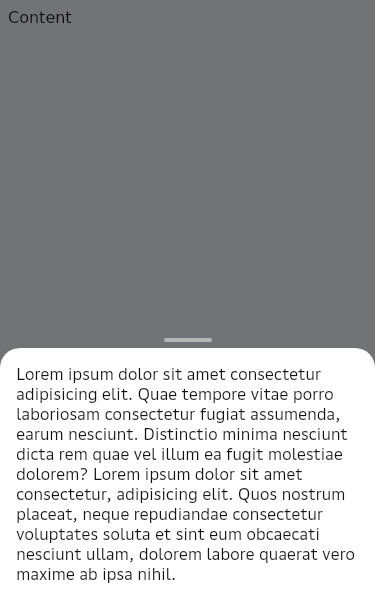 Content
Lorem ipsum dolor sit amet consectetur
adipisicing elit. Quae tempore vitae porro
laboriosam consectetur fugiat assumenda,
earum nesciunt. Distinctio minima nesciunt
dicta rem quae vel illum ea fugit molestiae
dolorem? Lorem ipsum dolor sit amet
consectetur, adipisicing elit. Quos nostrum
placeat, neque repudiandae consectetur
voluptates soluta et sint eum obcaecati
nesciunt ullam, dolorem labore quaerat vero
maxime ab ipsa nihil.